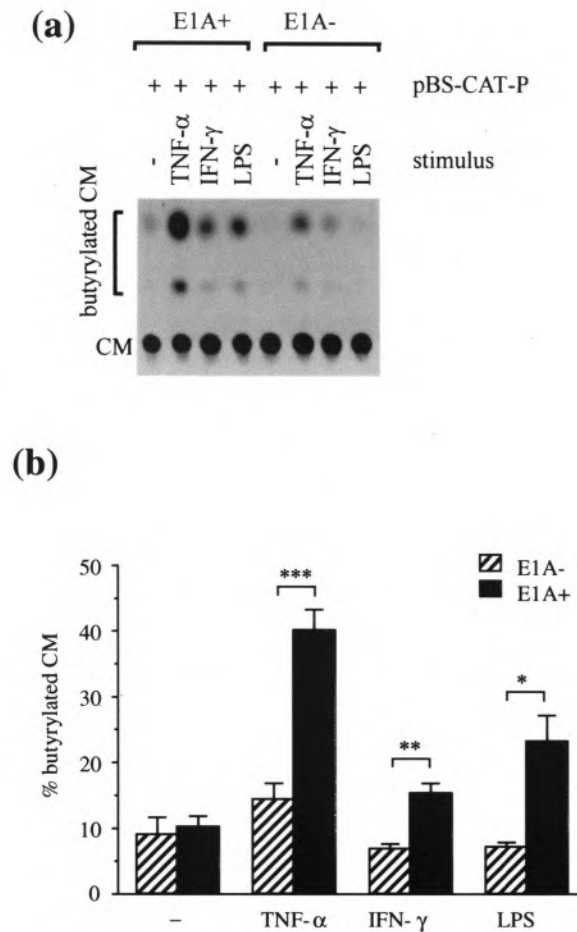 (a)
E1A+ E1A-
+ + + + + + + + pBS-CAT-P
- TNF-α IFN-γ LPS - TNF-α IFN-γ LPS stimulus
butyrylated CM
CM
(b)
50
40
30
20
10
0
% butyrylated CM
E1A-
E1A+
***
**
*
– TNF-α IFN-γ LPS